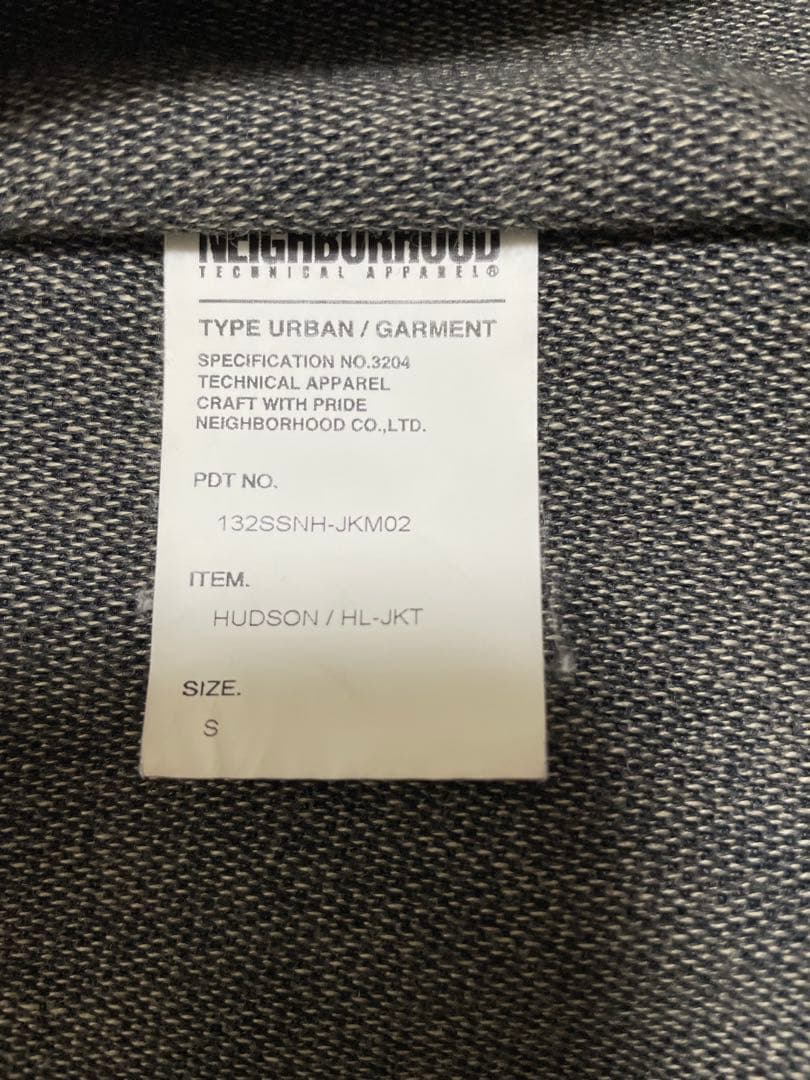 NEIGHBORHOOD
TECHNICAL APPAREL®
TYPE URBAN / GARMENT
SPECIFICATION NO.3204
TECHNICAL APPAREL
CRAFT WITH PRIDE
NEIGHBORHOOD CO.,LTD.
PDT NO.
132SSNH-JKM02
ITEM.
HUDSON / HL-JKT
SIZE.
S